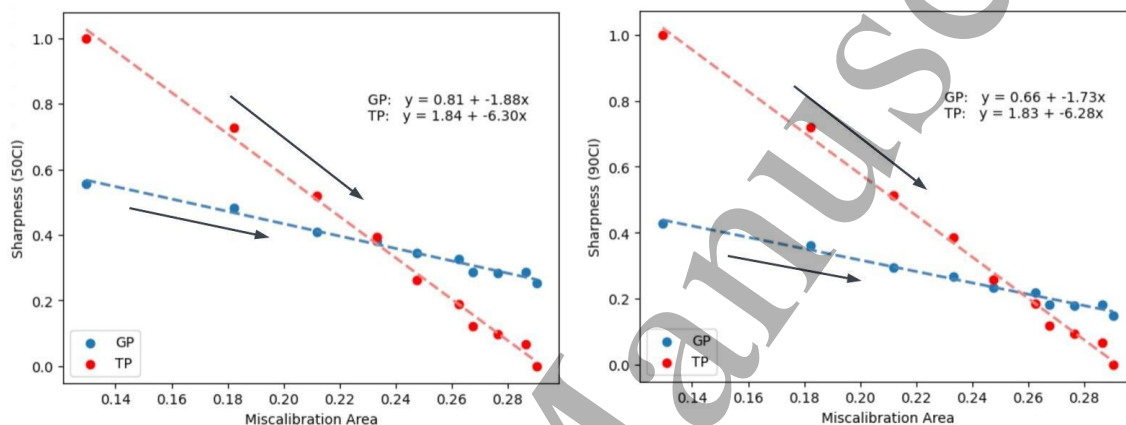 1.0
0.8
0.6
0.4
0.2
0.0
Sharpness (50CI)
GP: y = 0.81 + -1.88x
TP: y = 1.84 + -6.30x
GP
TP
0.14 0.16 0.18 0.20 0.22 0.24 0.26 0.28
Miscalibration Area
1.0
0.8
0.6
0.4
0.2
0.0
Sharpness (90CI)
GP: y = 0.66 + -1.73x
TP: y = 1.83 + -6.28x
GP
TP
0.14 0.16 0.18 0.20 0.22 0.24 0.26 0.28
Miscalibration Area
Manusc